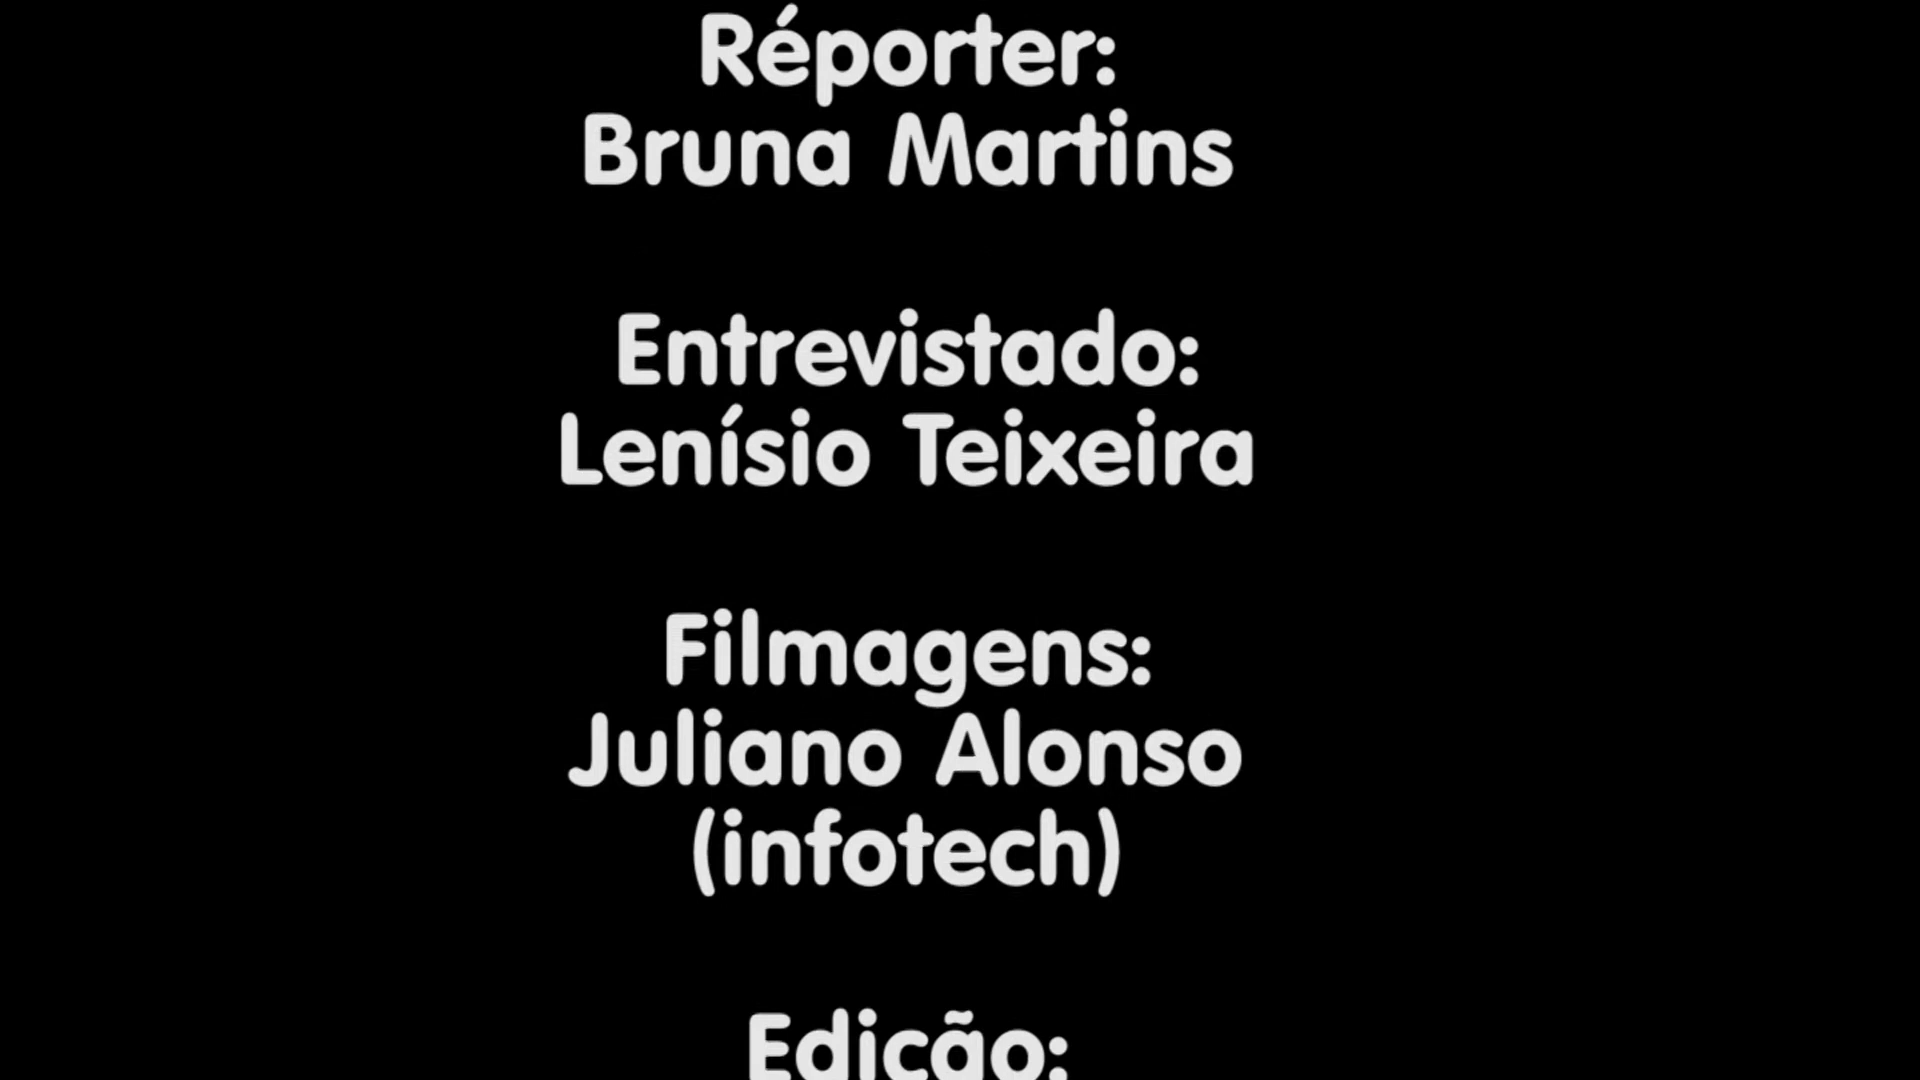 Réporter:
Bruna Martins
Entrevistado:
Lenísio Teixeira
Filmagens:
Juliano Alonso
(infotech)
Edição: